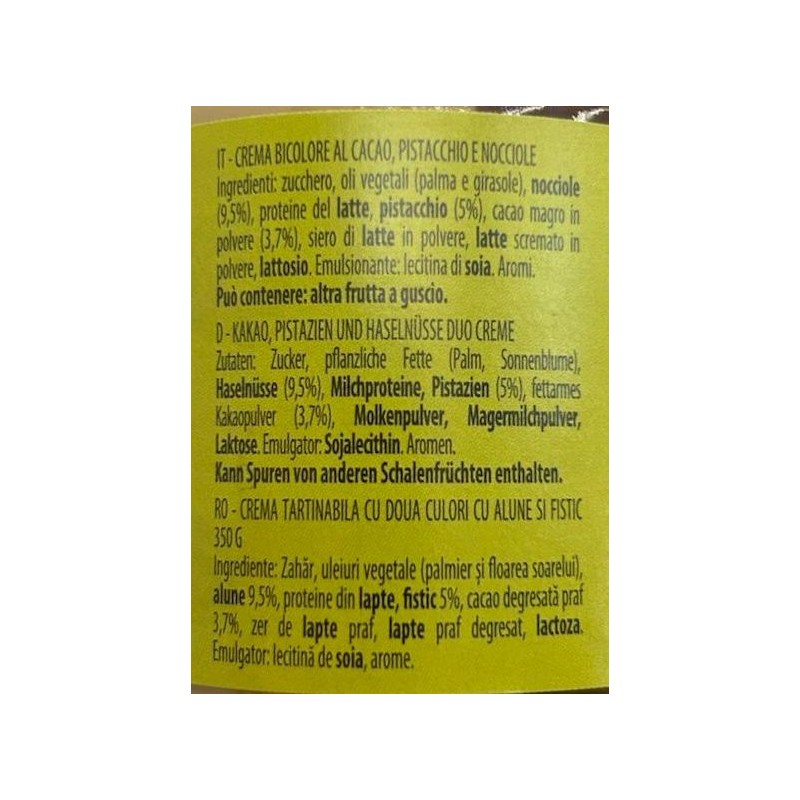 IT - CREMA BICOLORE AL CACAO, PISTACCHIO E NOCCIOLE
Ingredienti: zucchero, oli vegetali (palma e girasole), nocciole
(9,5%), proteine del latte, pistacchio (5%), cacao magro in
polvere (3,7%), siero di latte in polvere, latte scremato in
polvere, lattosio. Emulsionante: lecitina di soia. Aromi.
Può contenere: altra frutta a guscio.
D - KAKAO, PISTAZIEN UND HASELNÜSSE DUO CREME
Zutaten: Zucker, pflanzliche Fette (Palm, Sonnenblume),
Haselnüsse (9,5%), Milchproteine, Pistazien (5%), fettarmes
Kakaopulver (3,7%), Molkenpulver, Magermilchpulver,
Laktose. Emulgator: Sojalecithin. Aromen.
Kann Spuren von anderen Schalenfrüchten enthalten.
RO - CREMA TARTINABILA CU DOUA CULORI CU ALUNE SI FISTIC
350 G
Ingrediente: Zahăr, uleiuri vegetale (palmier și floarea soarelui),
alune 9,5%, proteine din lapte, fistic 5%, cacao degresată praf
3,7%, zer de lapte praf, lapte praf degresat, lactoza.
Emulgator: lecitină de soia, arome.